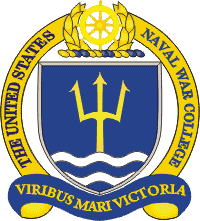 THE UNITED STATES
NAVAL WAR COLLEGE
VIRIBUS MARI VICTORIA